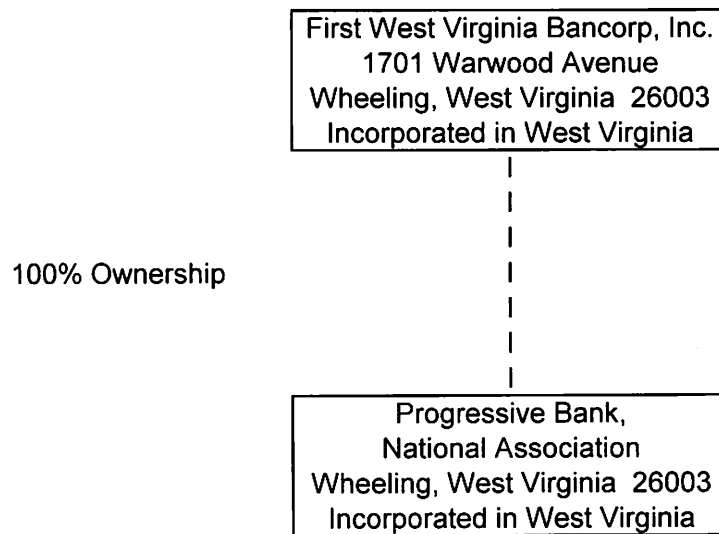 First West Virginia Bancorp, Inc.
1701 Warwood Avenue
Wheeling, West Virginia 26003
Incorporated in West Virginia
100% Ownership
Progressive Bank,
National Association
Wheeling, West Virginia 26003
Incorporated in West Virginia